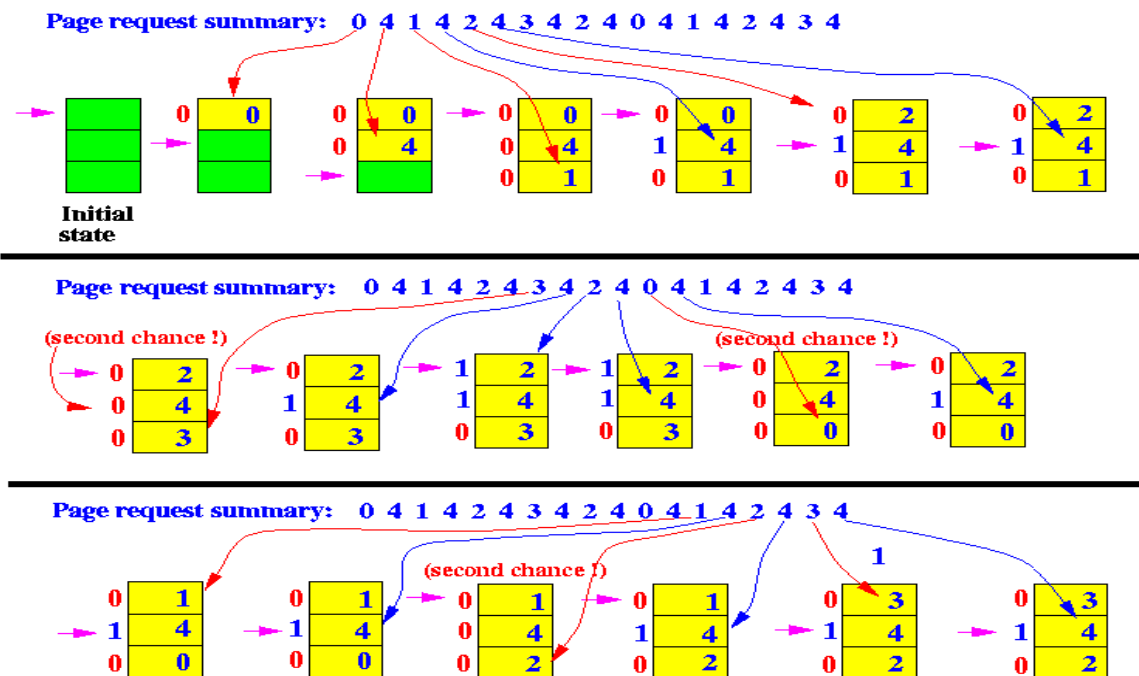 Page request summary: 0 4 1 4 2 4 3 4 2 4 0 4 1 4 2 4 3 4
0 0 0 0 0 0 0 0 0 2 0 2
0 4 0 4 1 4 1 4 1 4
0 1 0 1 0 1 0 1
Initial
state
Page request summary: 0 4 1 4 2 4 3 4 2 4 0 4 1 4 2 4 3 4
(second chance !) (second chance !)
0 2 0 2 1 2 1 2 0 2 0 2
0 4 1 4 1 4 1 4 0 4 1 4
0 3 0 3 0 3 0 3 0 0 0 0
Page request summary: 0 4 1 4 2 4 3 4 2 4 0 4 1 4 2 4 3 4
1
(second chance !)
0 1 0 1 0 1 0 1 0 3 0 3
1 4 1 4 0 4 1 4 1 4 1 4
0 0 0 0 0 2 0 2 0 2 0 2